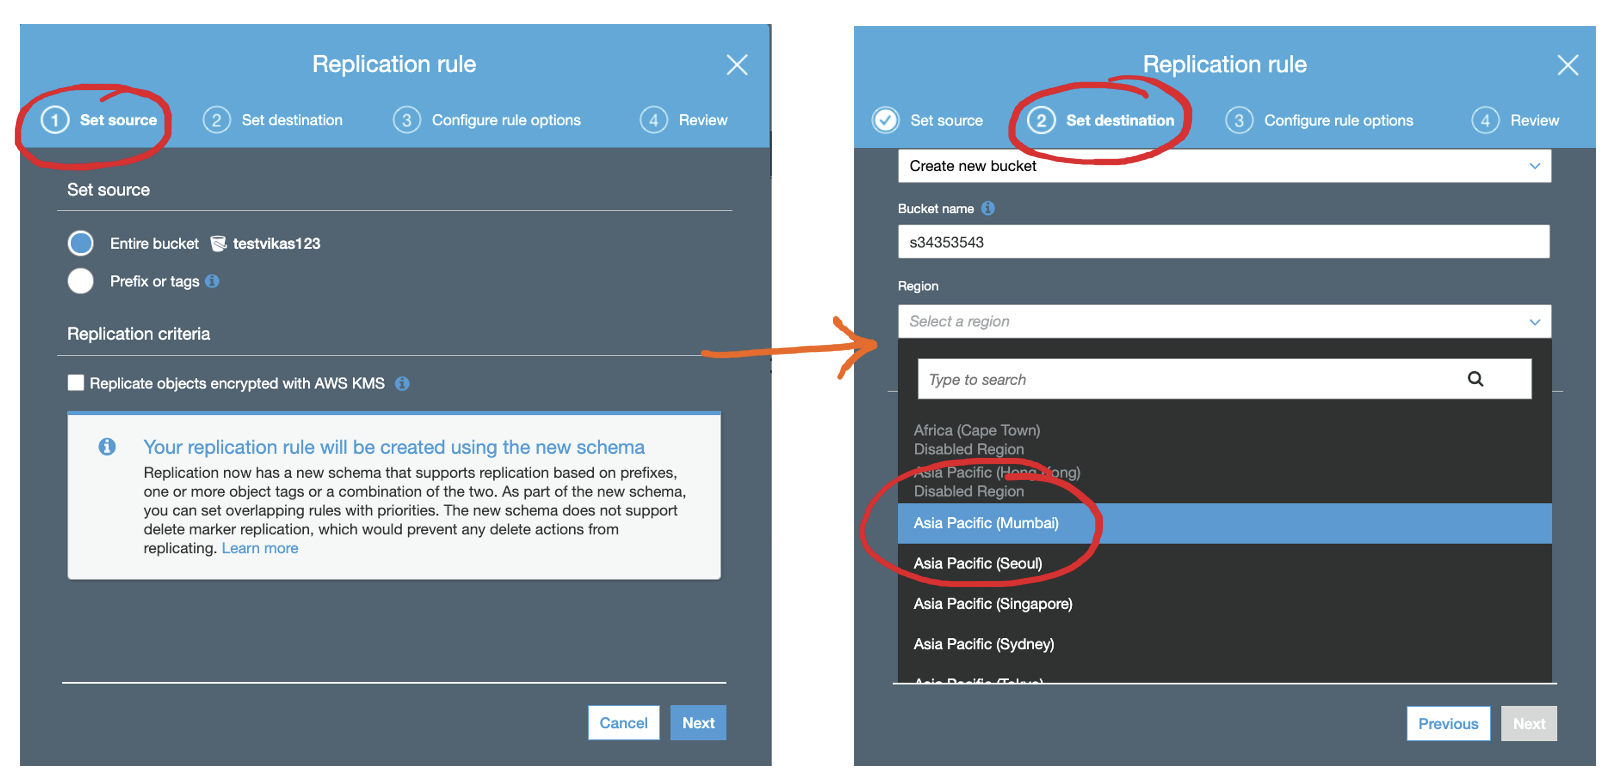 Replication rule
1 Set source
2 Set destination
3 Configure rule options
4 Review
Set source
Entire bucket testvikas123
Prefix or tags
Replication criteria
Replicate objects encrypted with AWS KMS
Your replication rule will be created using the new schema
Replication now has a new schema that supports replication based on prefixes,
one or more object tags or a combination of the two. As part of the new schema,
you can set overlapping rules with priorities. The new schema does not support
delete marker replication, which would prevent any delete actions from
replicating. Learn more
Cancel
Next
Replication rule
Set source
2 Set destination
3 Configure rule options
4 Review
Create new bucket
Bucket name
s34353543
Region
Select a region
Type to search
Africa (Cape Town)
Disabled Region
Asia Pacific (Hong Kong)
Disabled Region
Asia Pacific (Mumbai)
Asia Pacific (Seoul)
Asia Pacific (Singapore)
Asia Pacific (Sydney)
Asia Pacific (Tokyo)
Previous
Next